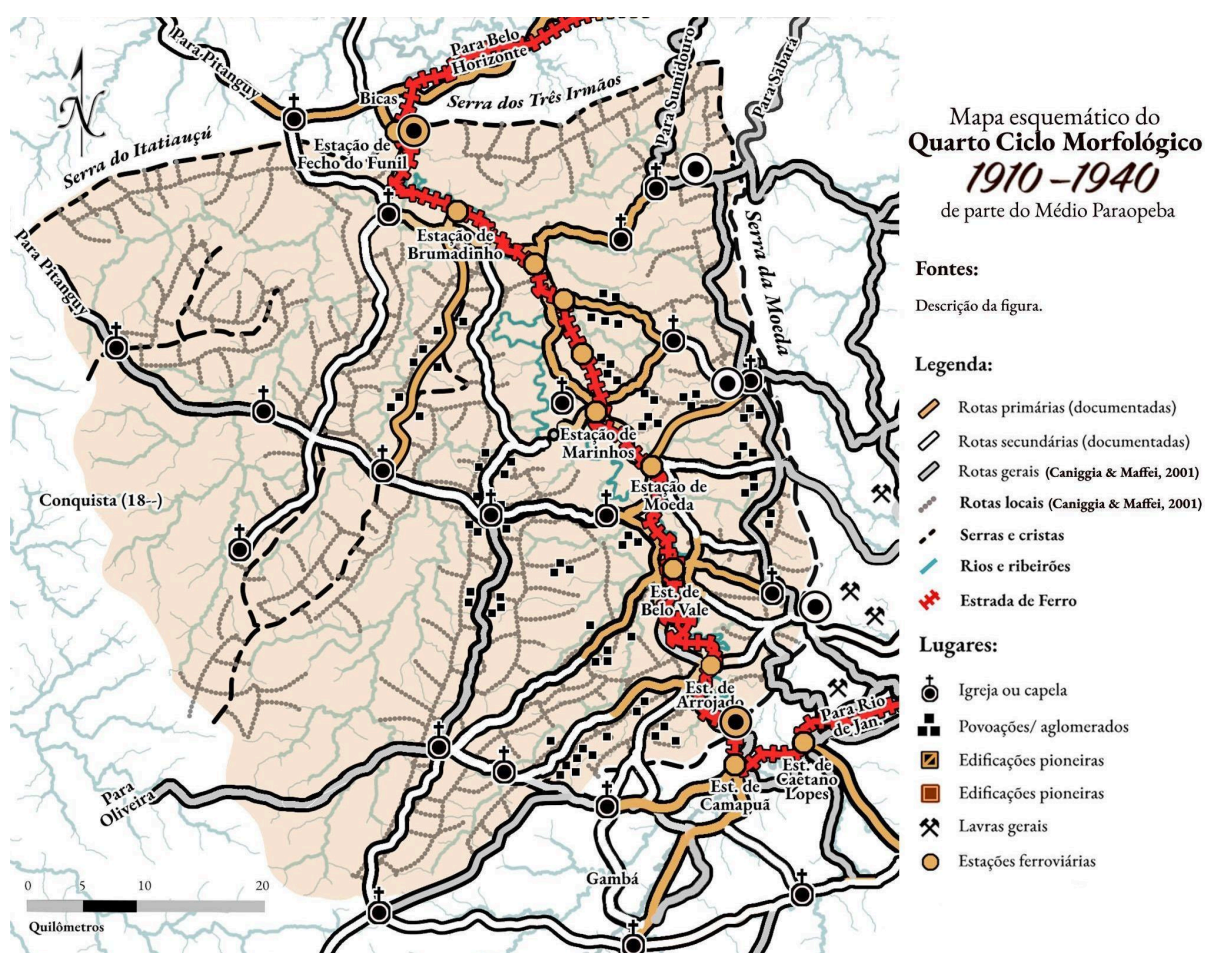 Para Pitanguy
Para Belo
Horizonte
Para Sumidouro
Para Sabará
Bicas
Serra dos Três Irmãos
N
Serra do Itatiauçú
Estação de
Fecho do Funil
Estação de
Brumadinho
Serra da Moeda
Para Pitanguy
Estação de
Marinhos
Estação de
Moeda
Conquista (18--)
Est. de
Belo Vale
Est. de
Arrojado
Para Rio
de Jan.
Est. de
Caetano
Lopes
Est. de
Camapuã
Para
Oliveira
Gambá
0 5 10 20
Quilômetros
Mapa esquemático do
Quarto Ciclo Morfológico
1910 –1940
de parte do Médio Paraopeba
Fontes:
Descrição da figura.
Legenda:
Rotas primárias (documentadas)
Rotas secundárias (documentadas)
Rotas gerais (Caniggia & Maffei, 2001)
Rotas locais (Caniggia & Maffei, 2001)
Serras e cristas
Rios e ribeirões
Estrada de Ferro
Lugares:
Igreja ou capela
Povoações/ aglomerados
Edificações pioneiras
Edificações pioneiras
Lavras gerais
Estações ferroviárias